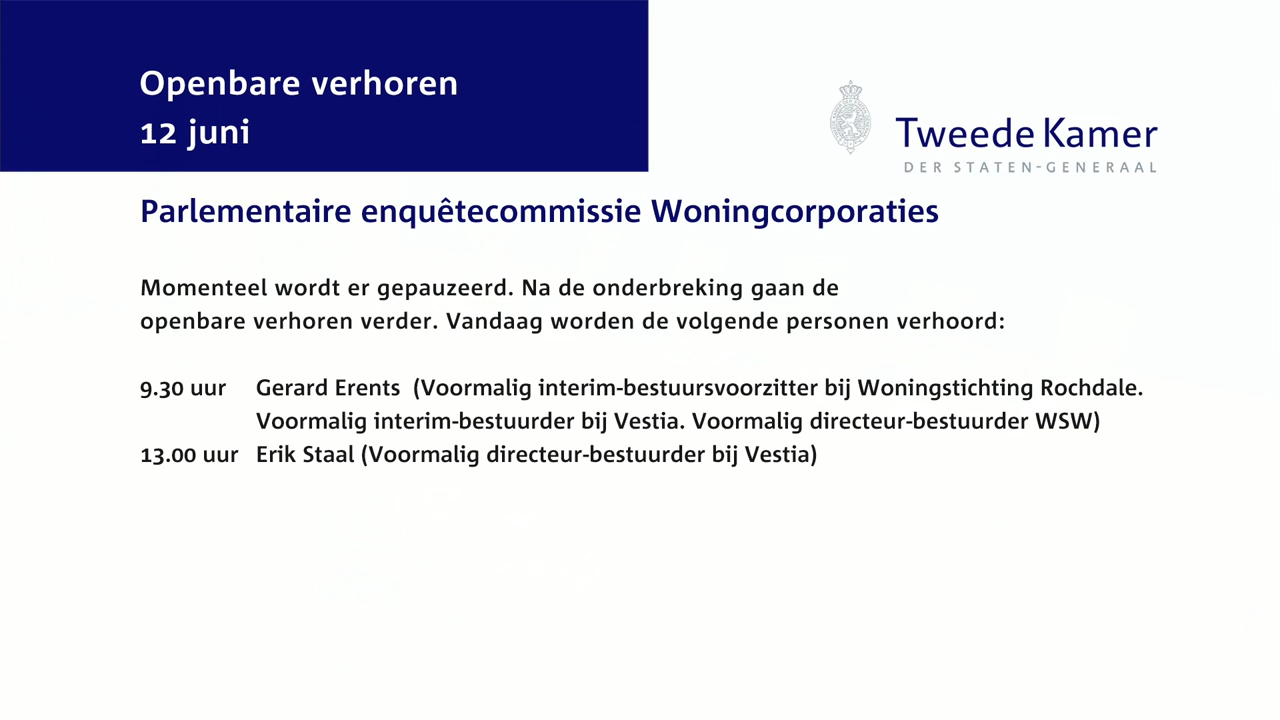 Openbare verhoren
12 juni
Tweede Kamer
DER STATEN-GENERAAL
Parlementaire enquêtecommissie Woningcorporaties
Momenteel wordt er gepauzeerd. Na de onderbreking gaan de
openbare verhoren verder. Vandaag worden de volgende personen verhoord:
9.30 uur Gerard Erents (Voormalig interim-bestuursvoorzitter bij Woningstichting Rochdale.
Voormalig interim-bestuurder bij Vestia. Voormalig directeur-bestuurder WSW)
13.00 uur Erik Staal (Voormalig directeur-bestuurder bij Vestia)